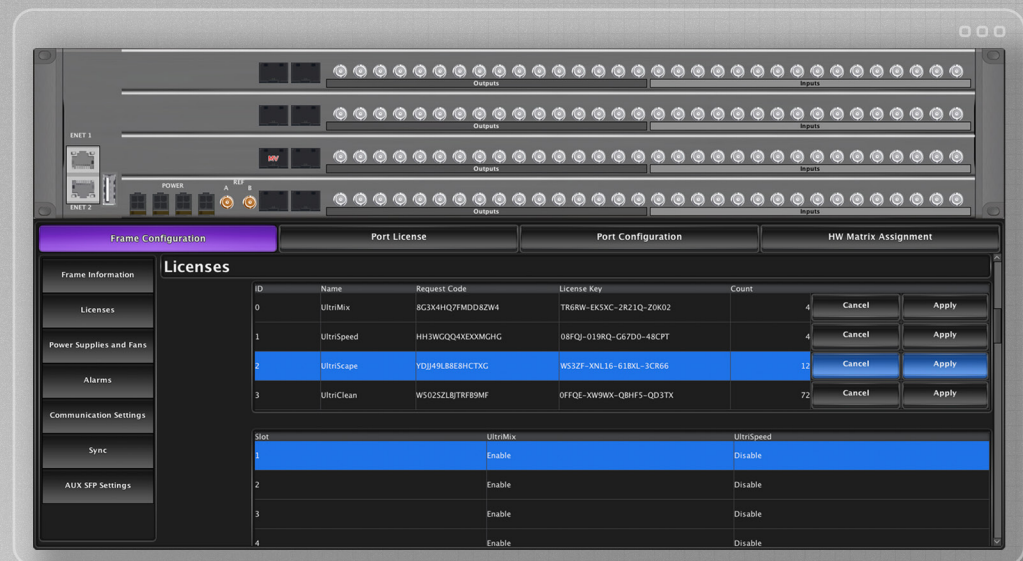 Outputs Inputs
Outputs Inputs
ENET 1
MV
Outputs Inputs
POWER REF
A B
ENET 2
Outputs Inputs
Frame Configuration Port License Port Configuration HW Matrix Assignment
Frame Information
Licenses
Power Supplies and Fans
Alarms
Communication Settings
Sync
AUX SFP Settings
Licenses
ID Name Request Code License Key Count
0 UltriMix 8G3X4HQ7FMDD8ZW4 TR6RW-EK5XC-2R21Q-Z0K02 4 Cancel Apply
1 UltriSpeed HH3WGQQ4XEXXMGHG 08FQJ-019RQ-G67D0-48CPT 4 Cancel Apply
2 UltriScape YDJJ49LB8E8HCTXG WS3ZF-XNL16-61BXL-3CR66 12 Cancel Apply
3 UltriClean W502SZLBJTRFB9MF 0FFQE-XW9WX-QBHF5-QD3TX 72 Cancel Apply
Slot UltriMix UltriSpeed
1 Enable Disable
2 Enable Disable
3 Enable Disable
4 Enable Disable